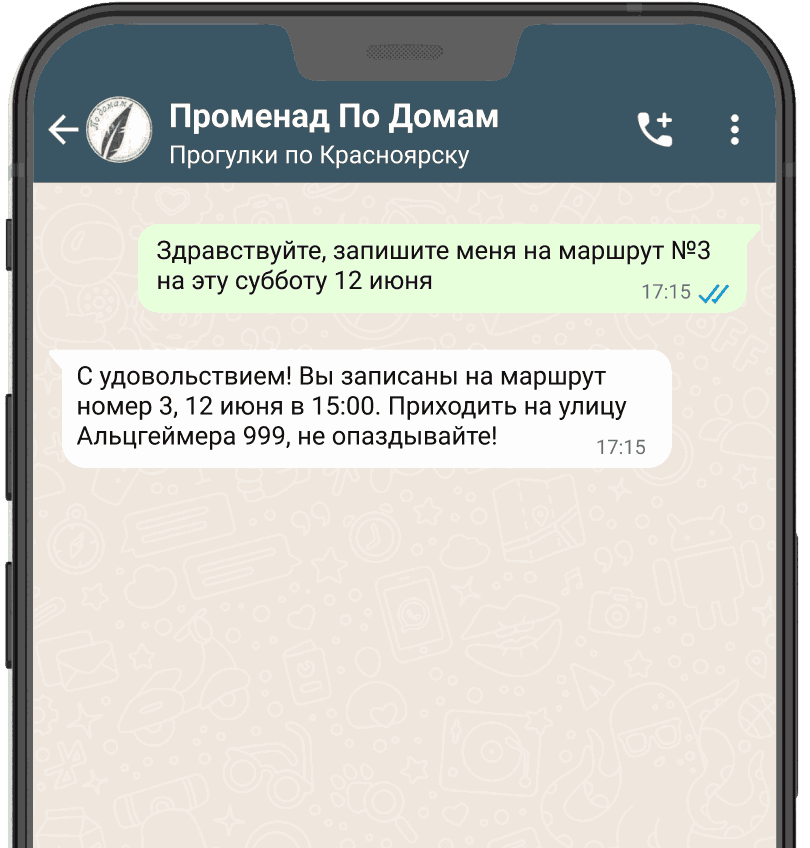 По домам
Променад По Домам
Прогулки по Красноярску
Здравствуйте, запишите меня на маршрут №3
на эту субботу 12 июня
17:15
С удовольствием! Вы записаны на маршрут
номер 3, 12 июня в 15:00. Приходить на улицу
Альцгеймера 999, не опаздывайте!
17:15